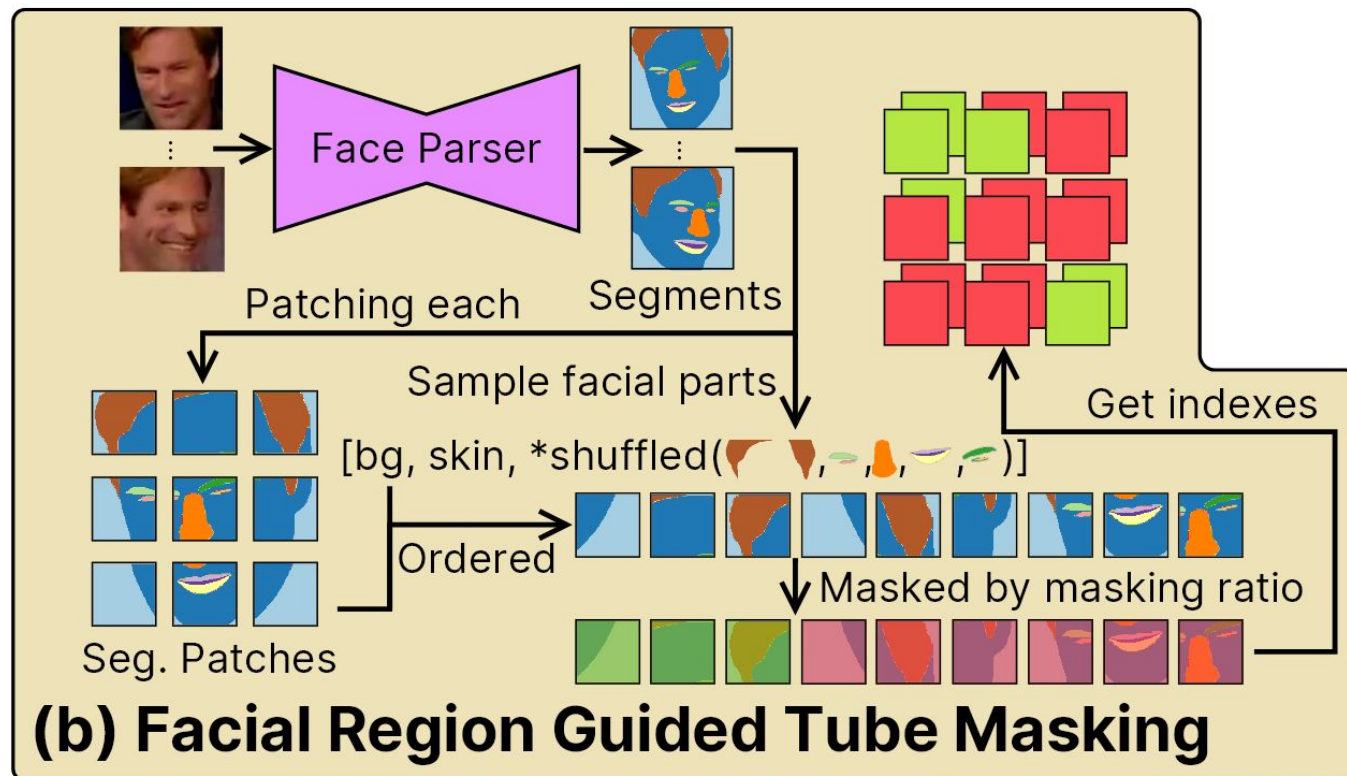 Face Parser
Segments
Patching each
Sample facial parts
Get indexes
[bg, skin, *shuffled( , , , , )]
Ordered
Masked by masking ratio
Seg. Patches
(b) Facial Region Guided Tube Masking